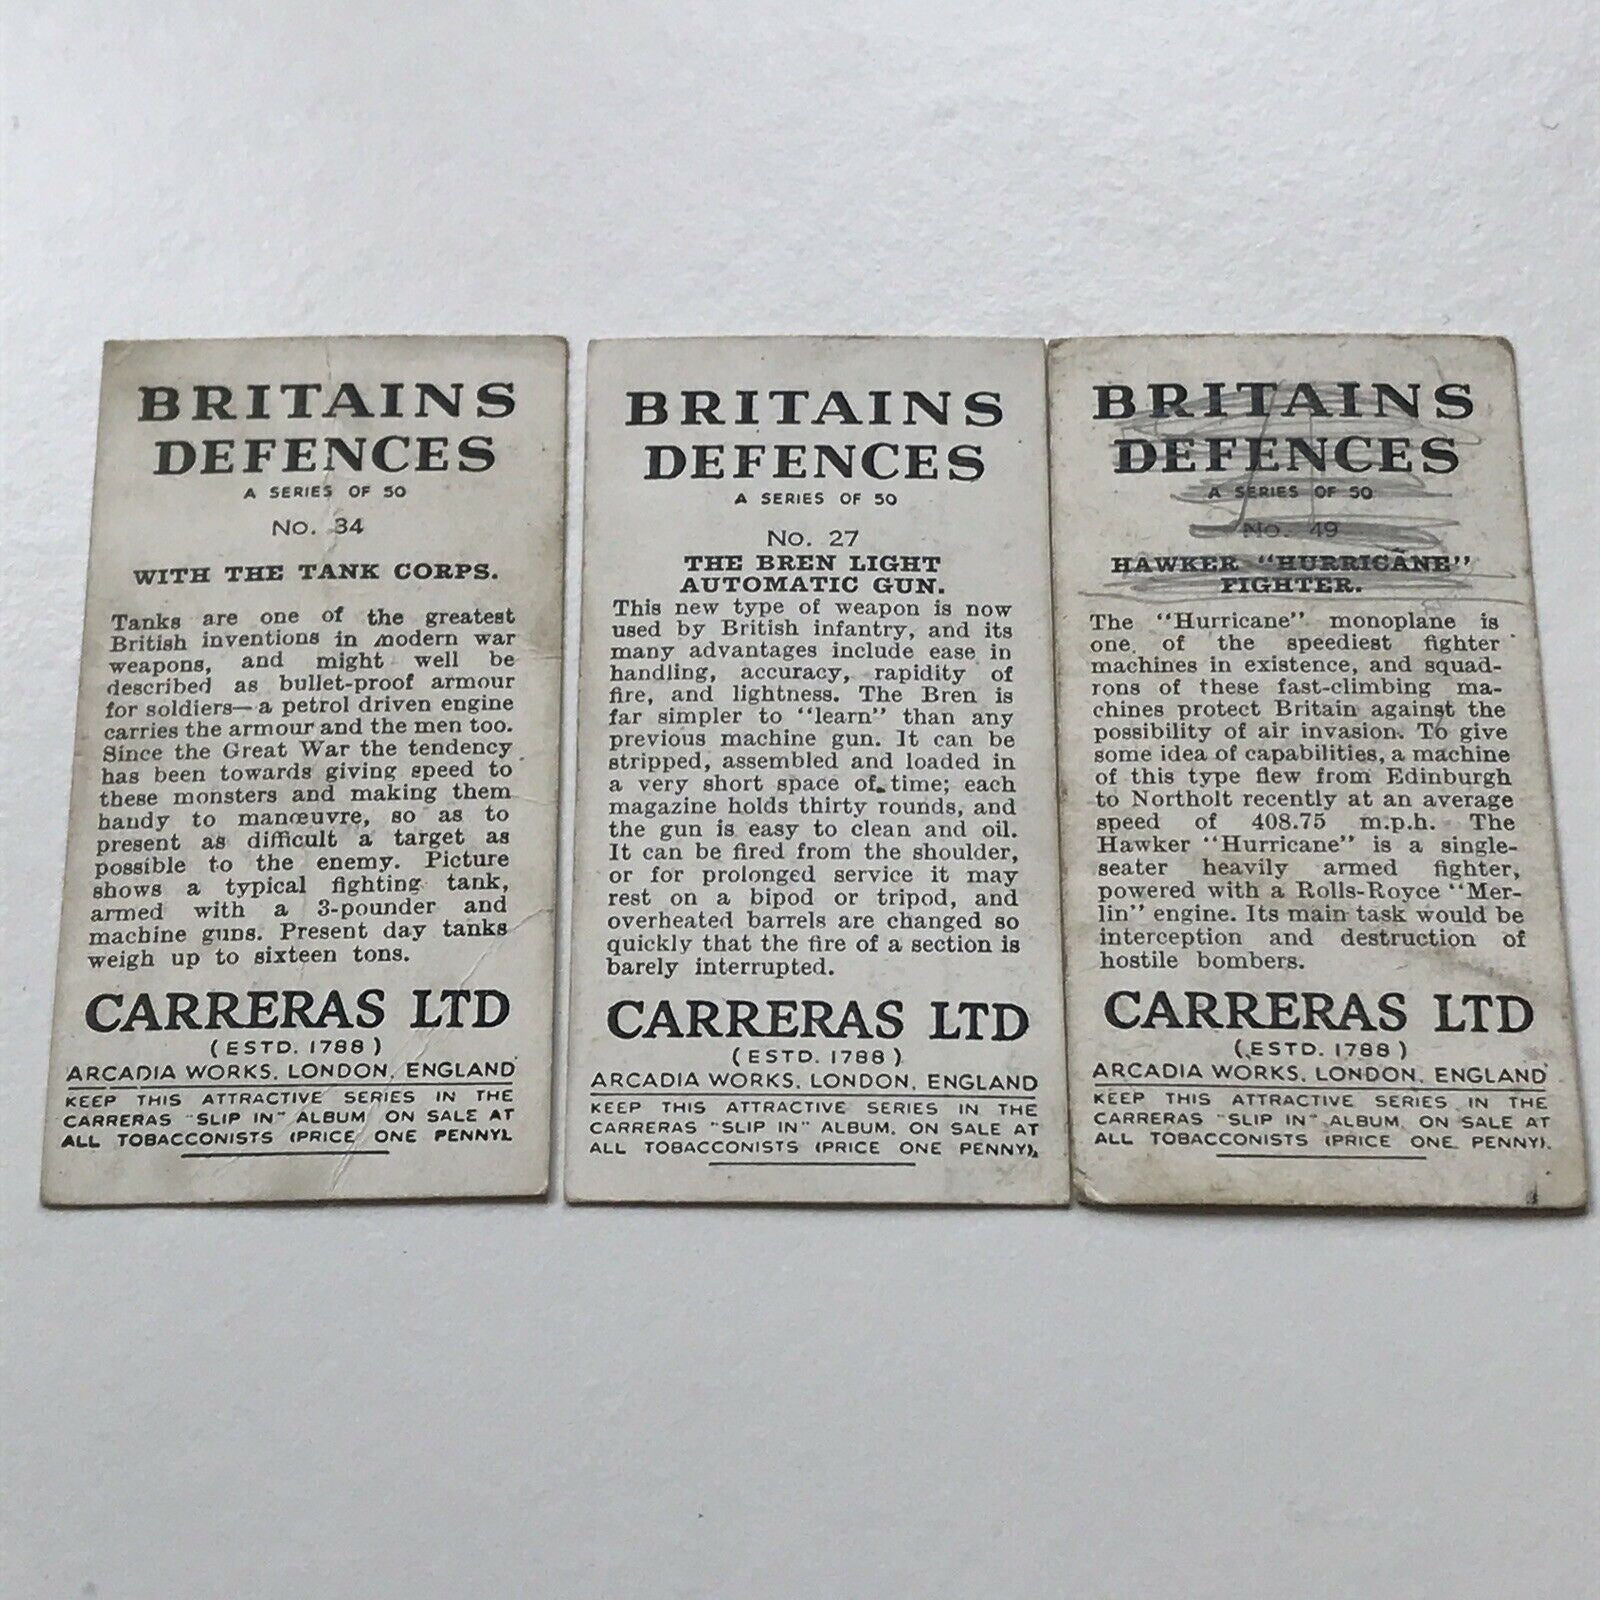 BRITAINS
DEFENCES
A SERIES OF 50
No. 34
WITH THE TANK CORPS.
Tanks are one of the greatest
British inventions in modern war
weapons, and might well be
described as bullet-proof armour
for soldiers—a petrol driven engine
carries the armour and the men too.
Since the Great War the tendency
has been towards giving speed to
these monsters and making them
handy to manœuvre, so as to
present as difficult a target as
possible to the enemy. Picture
shows a typical fighting tank,
armed with a 3-pounder and
machine guns. Present day tanks
weigh up to sixteen tons.
CARRERAS LTD
(ESTD. 1788)
ARCADIA WORKS, LONDON, ENGLAND
KEEP THIS ATTRACTIVE SERIES IN THE
CARRERAS "SLIP IN" ALBUM, ON SALE AT
ALL TOBACCONISTS (PRICE ONE PENNY).
BRITAINS
DEFENCES
A SERIES OF 50
No. 27
THE BREN LIGHT
AUTOMATIC GUN.
This new type of weapon is now
used by British infantry, and its
many advantages include ease in
handling, accuracy, rapidity of
fire, and lightness. The Bren is
far simpler to "learn" than any
previous machine gun. It can be
stripped, assembled and loaded in
a very short space of time; each
magazine holds thirty rounds, and
the gun is easy to clean and oil.
It can be fired from the shoulder,
or for prolonged service it may
rest on a bipod or tripod, and
overheated barrels are changed so
quickly that the fire of a section is
barely interrupted.
CARRERAS LTD
(ESTD. 1788)
ARCADIA WORKS, LONDON, ENGLAND
KEEP THIS ATTRACTIVE SERIES IN THE
CARRERAS "SLIP IN" ALBUM, ON SALE AT
ALL TOBACCONISTS (PRICE ONE PENNY).
BRITAINS
DEFENCES
A SERIES OF 50
No. 49
HAWKER "HURRICANE"
FIGHTER.
The "Hurricane" monoplane is
one of the speediest fighter
machines in existence, and squad-
rons of these fast-climbing ma-
chines protect Britain against the
possibility of air invasion. To give
some idea of capabilities, a machine
of this type flew from Edinburgh
to Northolt recently at an average
speed of 408.75 m.p.h. The
Hawker "Hurricane" is a single-
seater heavily armed fighter,
powered with a Rolls-Royce "Mer-
lin" engine. Its main task would be
interception and destruction of
hostile bombers.
CARRERAS LTD
(ESTD. 1788)
ARCADIA WORKS, LONDON, ENGLAND
KEEP THIS ATTRACTIVE SERIES IN THE
CARRERAS "SLIP IN" ALBUM, ON SALE AT
ALL TOBACCONISTS (PRICE ONE PENNY).